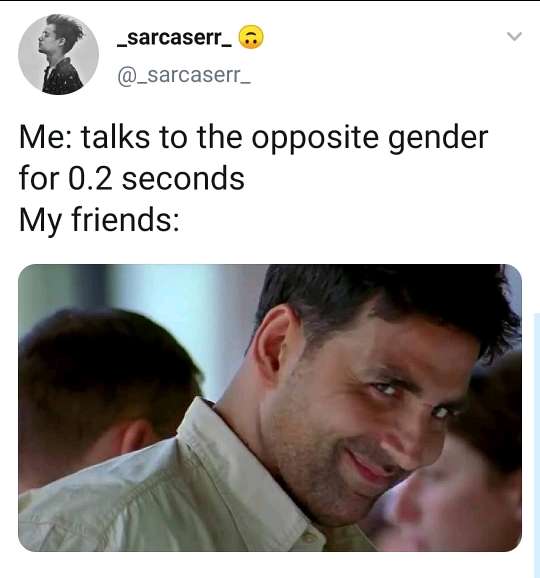 _sarcaserr_ 🙃
@_sarcaserr_
Me: talks to the opposite gender
for 0.2 seconds
My friends: